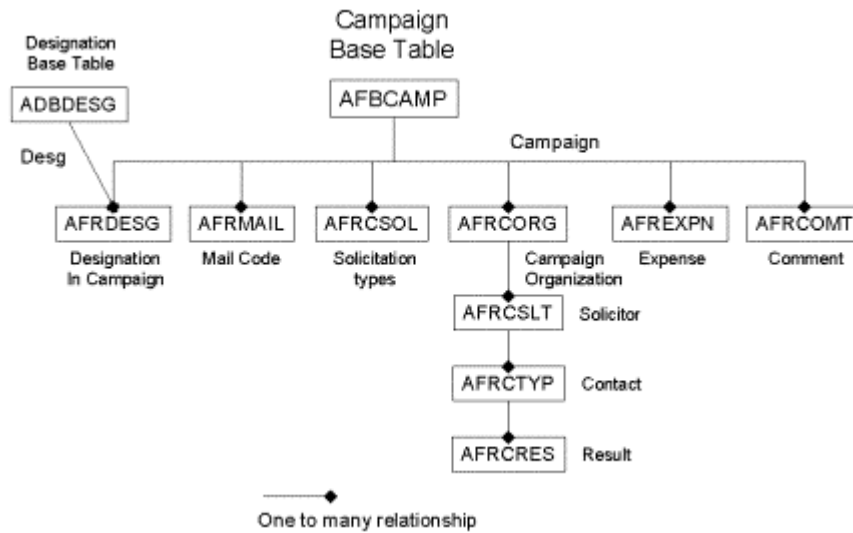 Campaign
Base Table
Designation
Base Table
ADBDESG
AFBCAMP
Desg
Campaign
AFRDESG
AFRMAIL
AFRCSOL
AFRCORG
AFREXPN
AFRCOMT
Designation
In Campaign
Mail Code
Solicitation
types
Campaign
Organization
Expense
Comment
AFRCSLT
Solicitor
AFRCTYP
Contact
AFRCRES
Result
One to many relationship